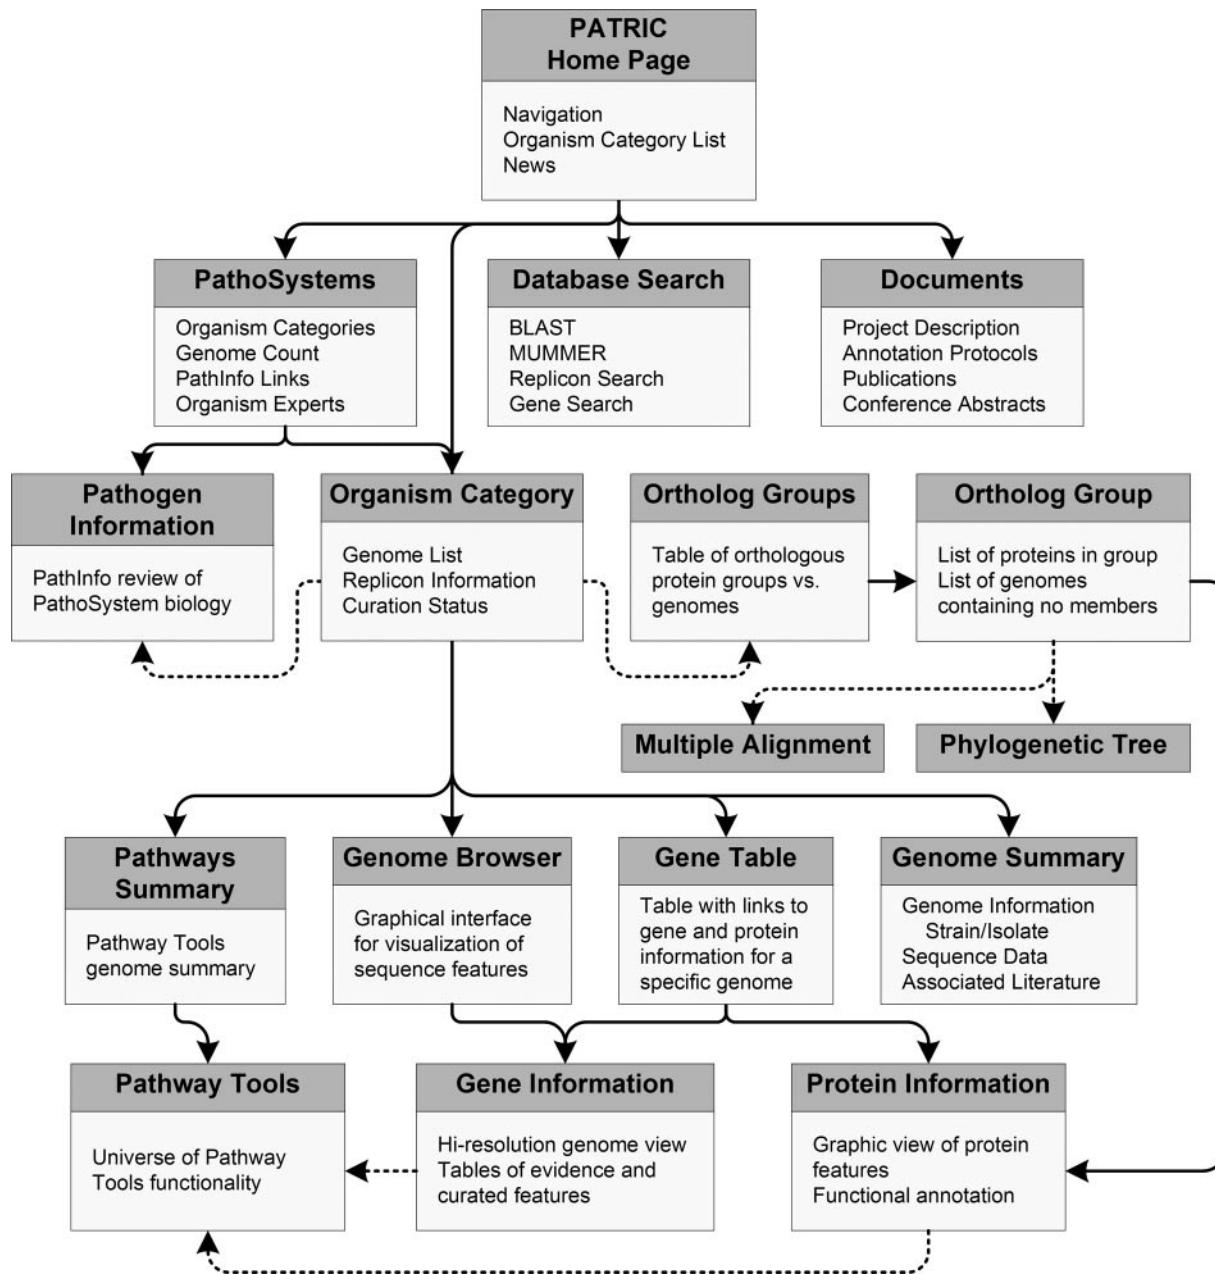 PATRIC
Home Page
Navigation
Organism Category List
News
PathoSystems
Organism Categories
Genome Count
PathInfo Links
Organism Experts
Database Search
BLAST
MUMMER
Replicon Search
Gene Search
Documents
Project Description
Annotation Protocols
Publications
Conference Abstracts
Pathogen
Information
PathInfo review of
PathoSystem biology
Organism Category
Genome List
Replicon Information
Curation Status
Ortholog Groups
Table of orthologous
protein groups vs.
genomes
Ortholog Group
List of proteins in group
List of genomes
containing no members
Multiple Alignment
Phylogenetic Tree
Pathways
Summary
Pathway Tools
genome summary
Genome Browser
Graphical interface
for visualization of
sequence features
Gene Table
Table with links to
gene and protein
information for a
specific genome
Genome Summary
Genome Information
Strain/Isolate
Sequence Data
Associated Literature
Pathway Tools
Universe of Pathway
Tools functionality
Gene Information
Hi-resolution genome view
Tables of evidence and
curated features
Protein Information
Graphic view of protein
features
Functional annotation